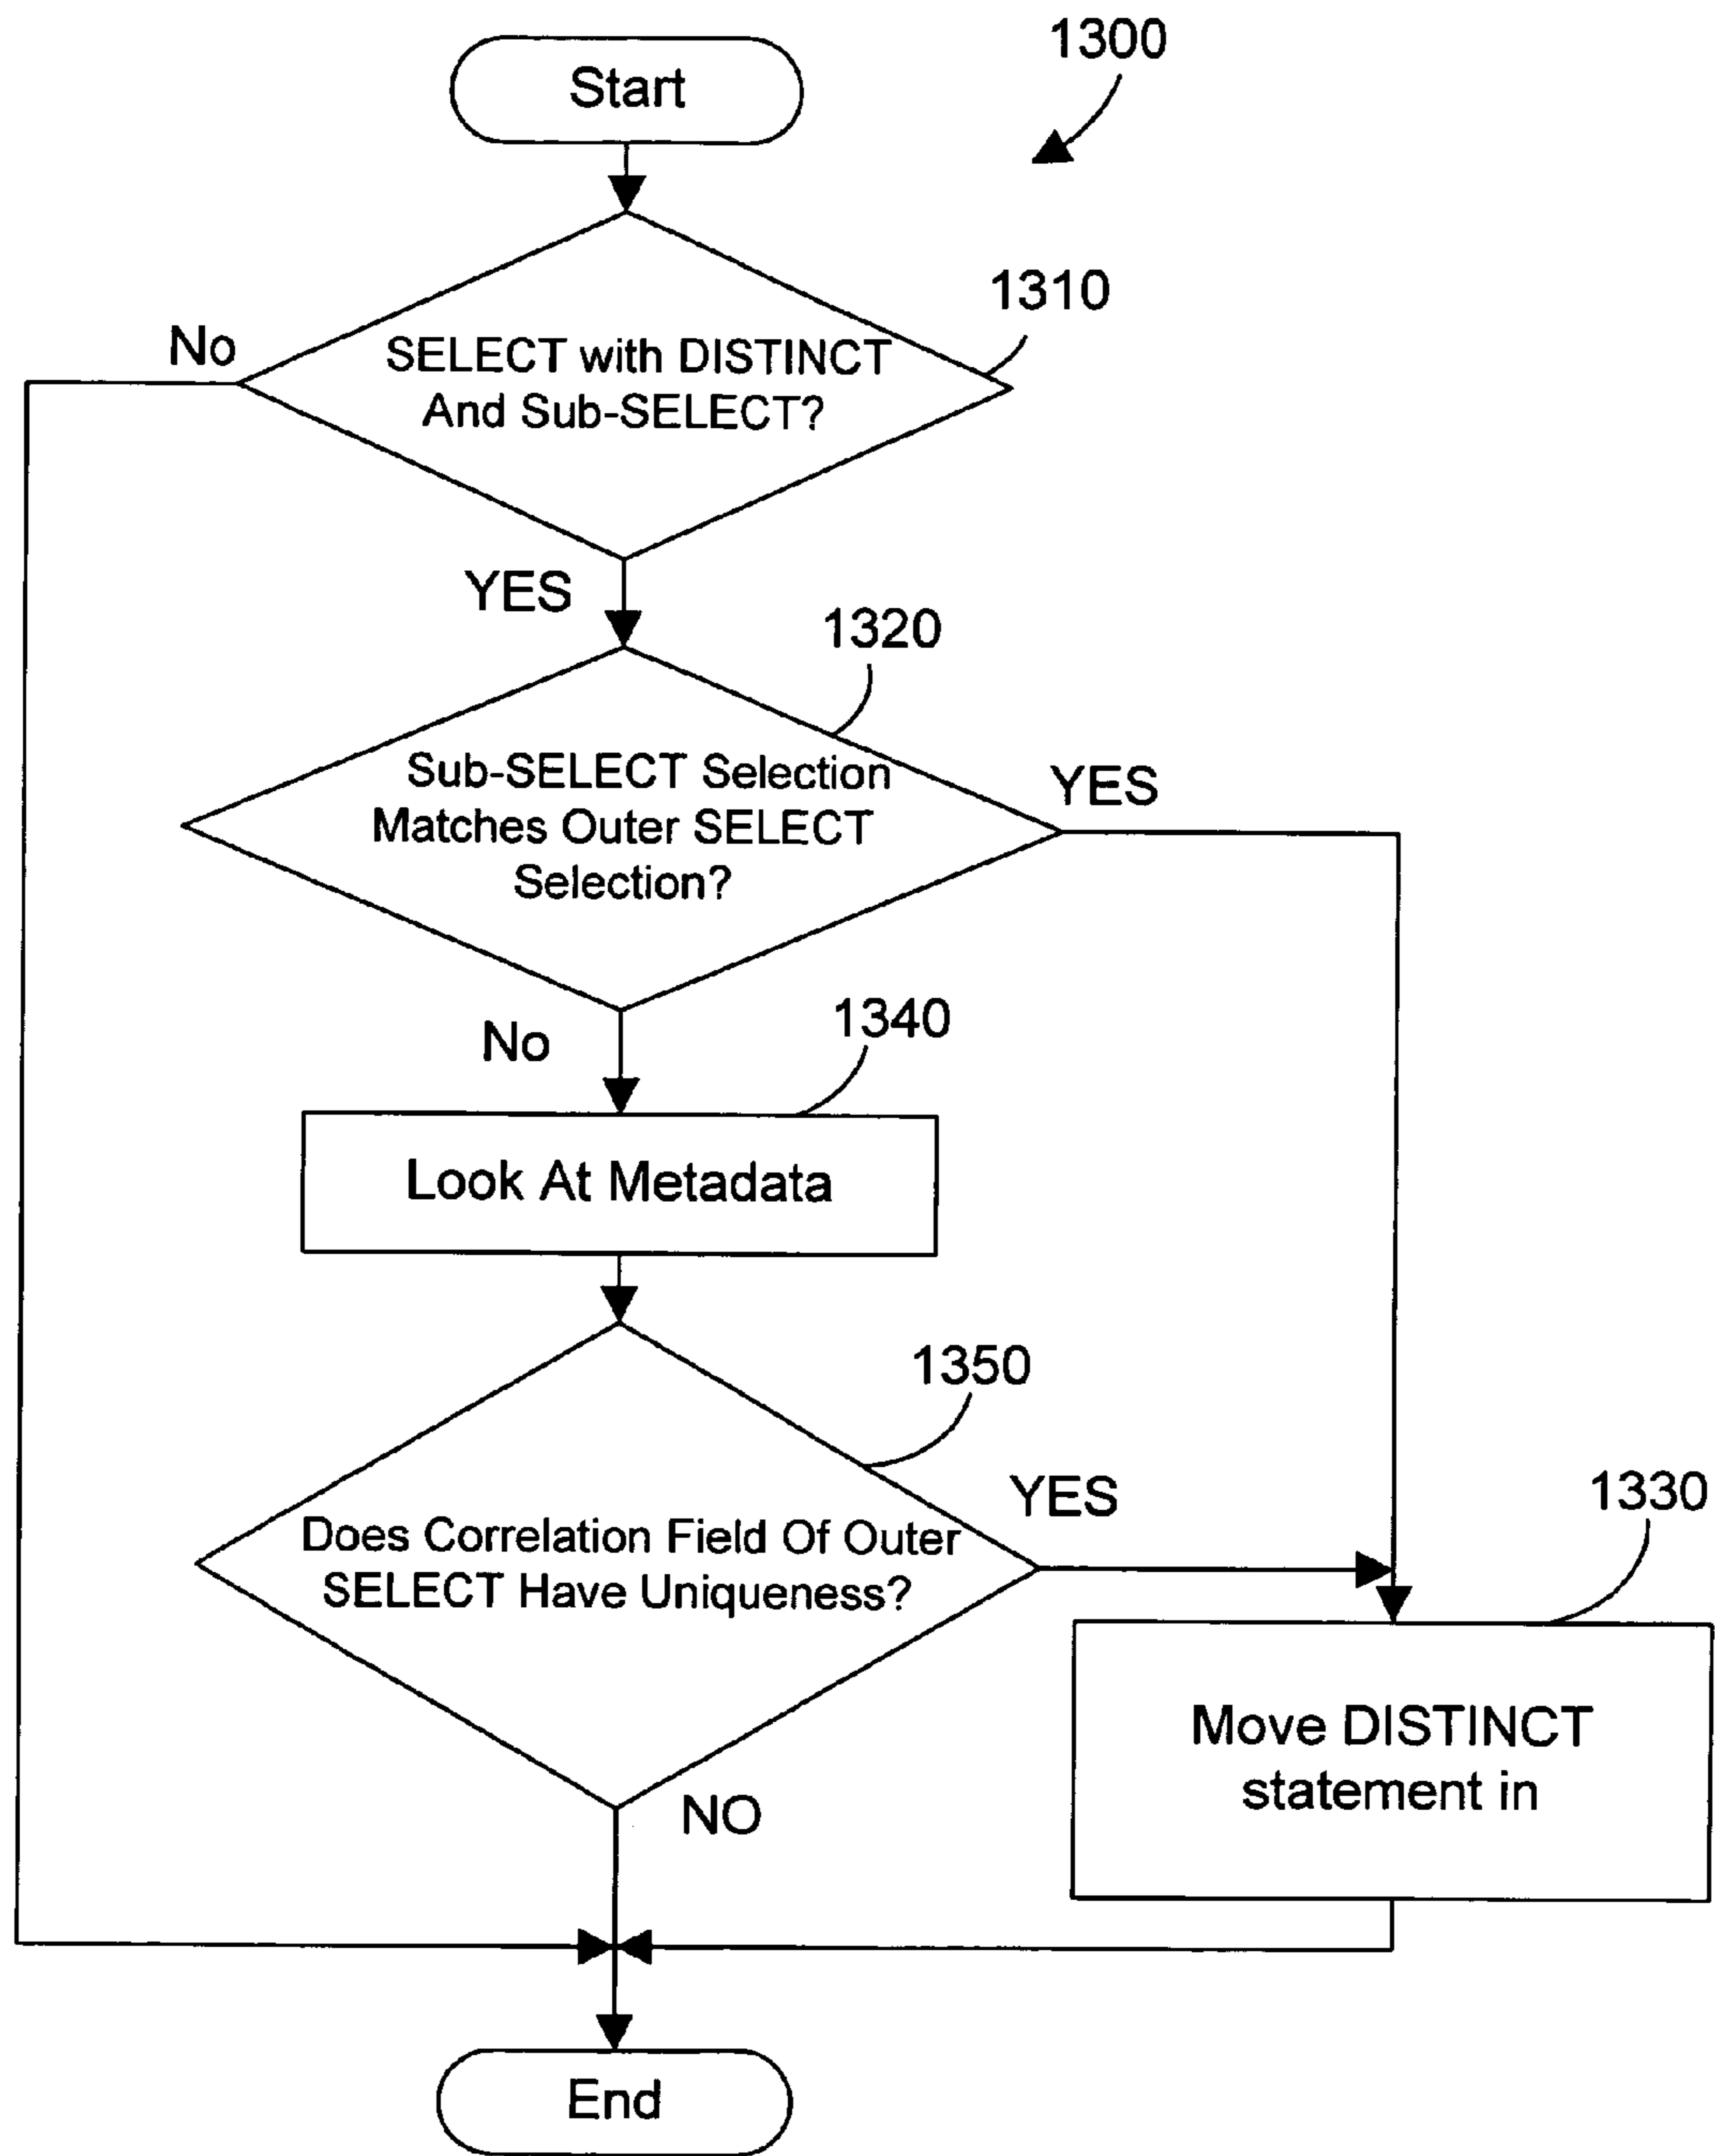 1300
Start
1310
No
SELECT with DISTINCT
And Sub-SELECT?
YES
1320
Sub-SELECT Selection
Matches Outer SELECT
Selection?
YES
No
1340
Look At Metadata
1350
Does Correlation Field Of Outer
SELECT Have Uniqueness?
YES
1330
Move DISTINCT
statement in
NO
End